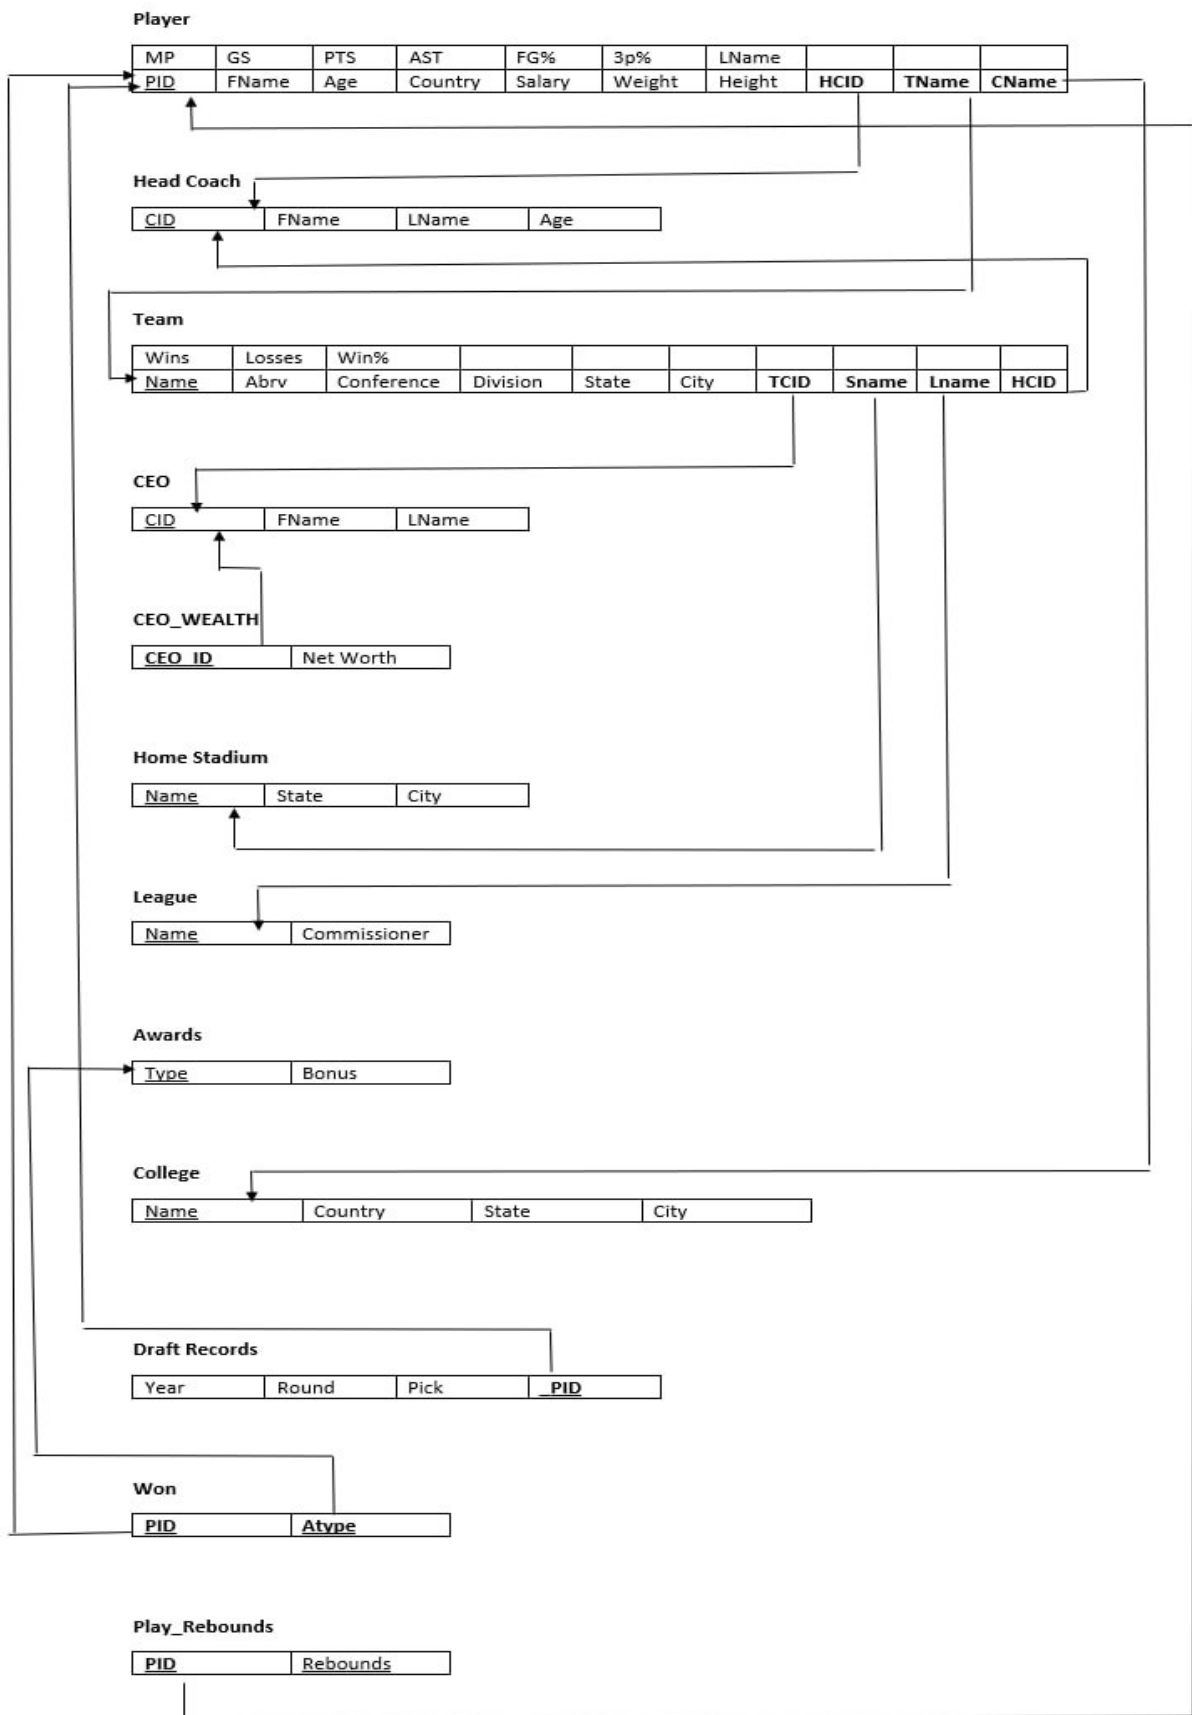 Player
MP GS PTS AST FG% 3p% LName
PID FName Age Country Salary Weight Height HCID TName CName
Head Coach
CID FName LName Age
Team
Wins Losses Win%
Name Abrv Conference Division State City TCID Sname Lname HCID
CEO
CID FName LName
CEO_WEALTH
CEO_ID Net Worth
Home Stadium
Name State City
League
Name Commissioner
Awards
Type Bonus
College
Name Country State City
Draft Records
Year Round Pick _PID
Won
PID Atype
Play_Rebounds
PID Rebounds